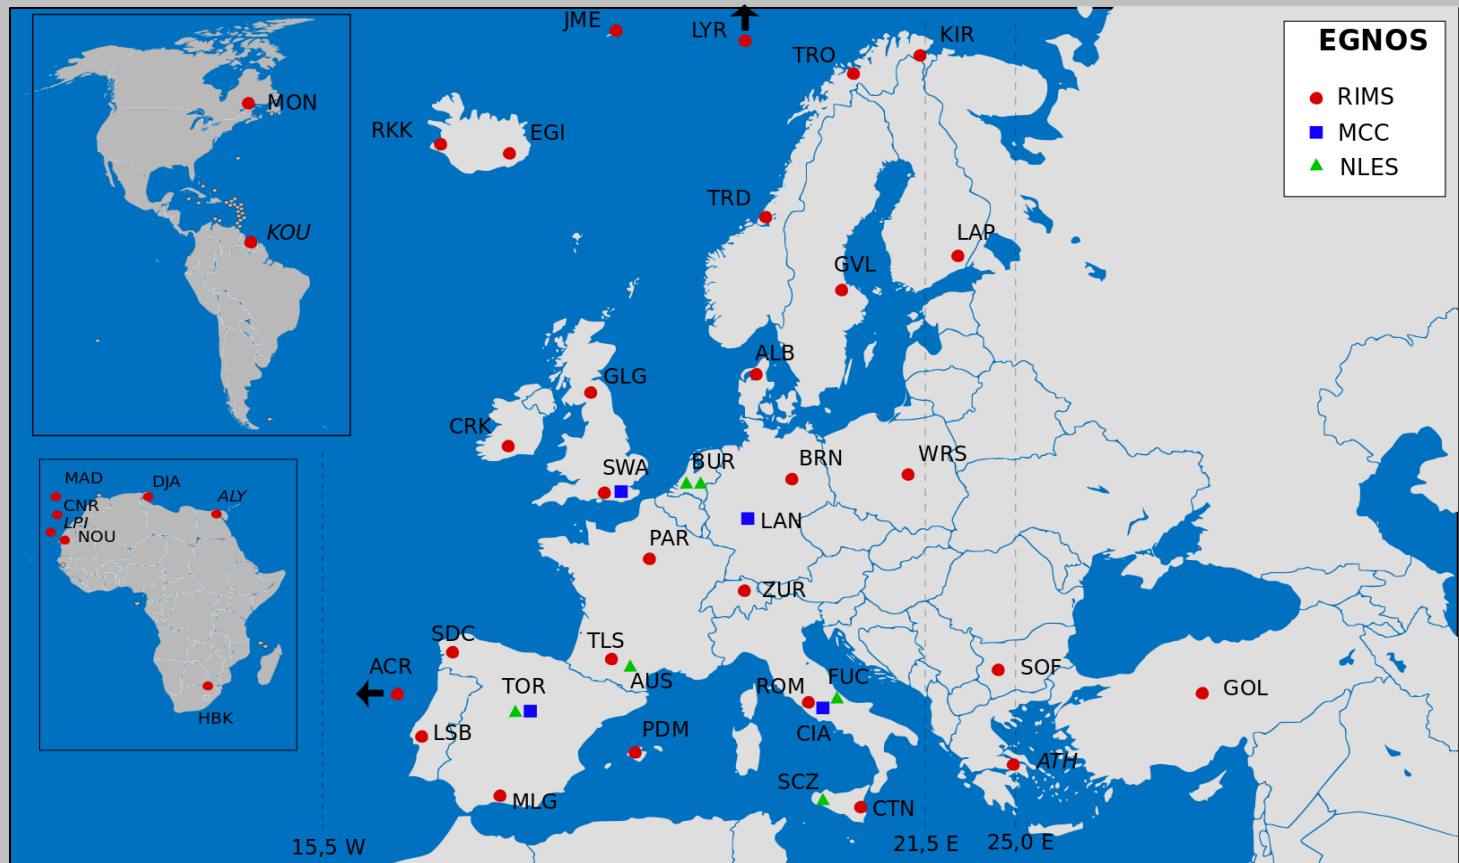 JME
LYR
KIR
TRO
EGNOS
RIMS
MCC
NLES
MON
RKK
EGI
TRD
KOU
LAP
GVL
ALB
GLG
CRK
SWA
BUR
BRN
WRS
MAD
DJA
ALY
CNR
LPI
NOU
LAN
PAR
ZUR
SDC
TLS
ACR
AUS
TOR
ROM
FUC
SOF
GOL
HBK
LSB
PDM
CIA
ATH
SCZ
MLG
CTN
15,5 W
21,5 E
25,0 E